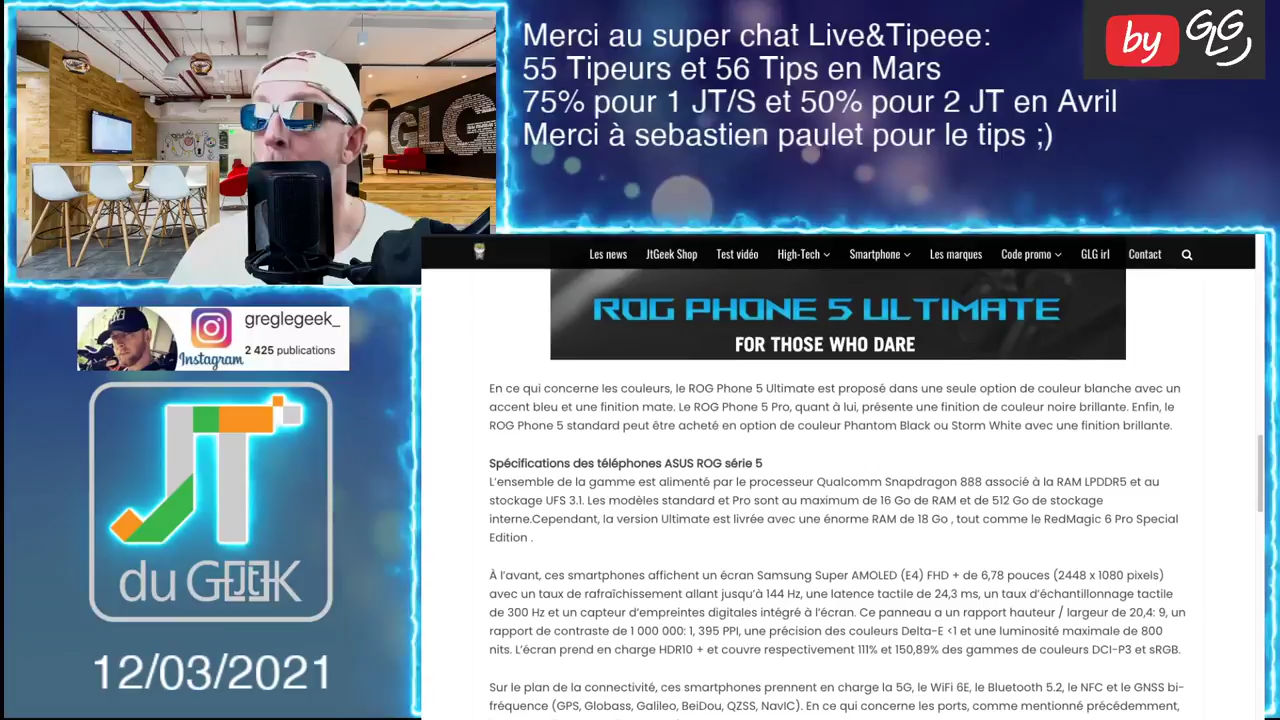 Merci au super chat Live&Tipeee:
55 Tipeurs et 56 Tips en Mars
75% pour 1 JT/S et 50% pour 2 JT en Avril
Merci à sebastien paulet pour le tips ;)
by GLG
GLG
greglegeek_
Instagram
2 425 publications
JT
du GEEK
12/03/2021
Les news JtGeek Shop Test vidéo High-Tech Smartphone Les marques Code promo GLG irl Contact
ROG PHONE 5 ULTIMATE
FOR THOSE WHO DARE
En ce qui concerne les couleurs, le ROG Phone 5 Ultimate est proposé dans une seule option de couleur blanche avec un
accent bleu et une finition mate. Le ROG Phone 5 Pro, quant à lui, présente une finition de couleur noire brillante. Enfin, le
ROG Phone 5 standard peut être acheté en option de couleur Phantom Black ou Storm White avec une finition brillante.
Spécifications des téléphones ASUS ROG série 5
L'ensemble de la gamme est alimenté par le processeur Qualcomm Snapdragon 888 associé à la RAM LPDDR5 et au
stockage UFS 3.1. Les modèles standard et Pro sont au maximum de 16 Go de RAM et de 512 Go de stockage
interne.Cependant, la version Ultimate est livrée avec une énorme RAM de 18 Go , tout comme le RedMagic 6 Pro Special
Edition .
À l'avant, ces smartphones affichent un écran Samsung Super AMOLED (E4) FHD + de 6,78 pouces (2448 x 1080 pixels)
avec un taux de rafraîchissement allant jusqu'à 144 Hz, une latence tactile de 24,3 ms, un taux d'échantillonnage tactile
de 300 Hz et un capteur d'empreintes digitales intégré à l'écran. Ce panneau a un rapport hauteur / largeur de 20,4: 9, un
rapport de contraste de 1 000 000: 1, 395 PPI, une précision des couleurs Delta-E <1 et une luminosité maximale de 800
nits. L'écran prend en charge HDR10 + et couvre respectivement 111% et 150,89% des gammes de couleurs DCI-P3 et sRGB.
Sur le plan de la connectivité, ces smartphones prennent en charge la 5G, le WiFi 6E, le Bluetooth 5.2, le NFC et le GNSS bi-
fréquence (GPS, Globass, Galileo, BeiDou, QZSS, NavIC). En ce qui concerne les ports, comme mentionné précédemment,